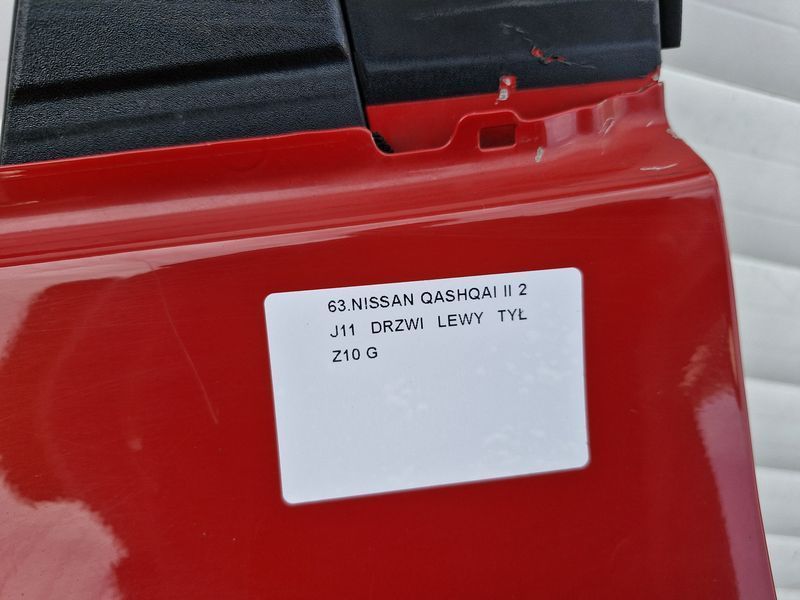 63.NISSAN QASHQAI II 2
J11 DRZWI LEWY TYŁ
Z10 G